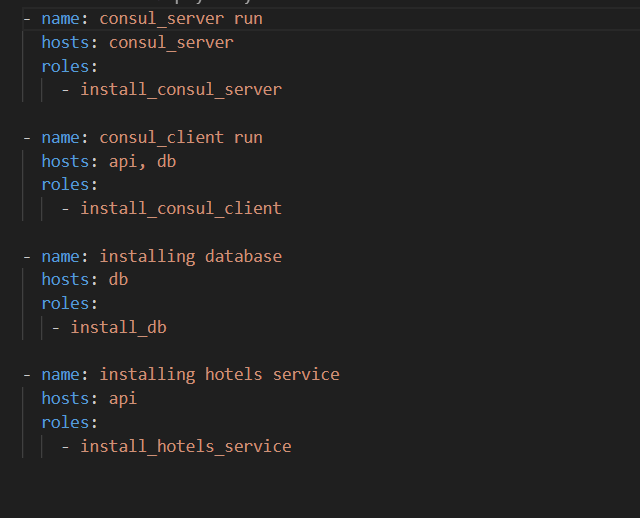 - name: consul_server run
  hosts: consul_server
  roles:
    - install_consul_server

- name: consul_client run
  hosts: api, db
  roles:
    - install_consul_client

- name: installing database
  hosts: db
  roles:
   - install_db

- name: installing hotels service
  hosts: api
  roles:
    - install_hotels_service